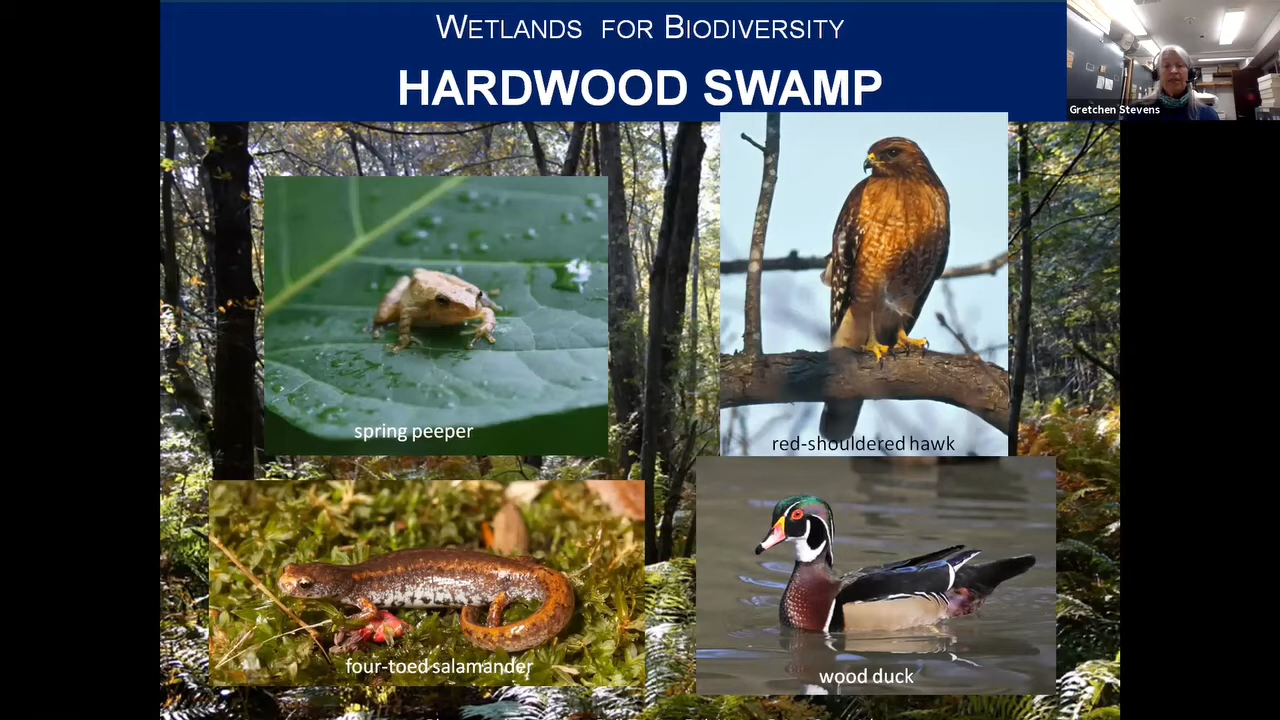 WETLANDS FOR BIODIVERSITY
HARDWOOD SWAMP
Gretchen Stevens
spring peeper
red-shouldered hawk
four-toed salamander
wood duck